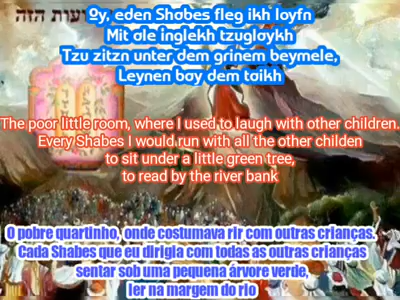 עות הזה
Oy, eden Shabes fleg ikh loyfn
Mit ale inglekh tzuglaykh
Tzu zitzn unter dem grinem beymele,
Leynen bay dem taikh
The poor little room, where I used to laugh with other children.
Every Shabes I would run with all the other childen
to sit under a little green tree,
to read by the river bank
O pobre quartinho, onde costumava rir com outras crianças.
Cada Shabes que eu dirigia com todas as outras crianças
sentar sob uma pequena árvore verde,
ler na margem do rio